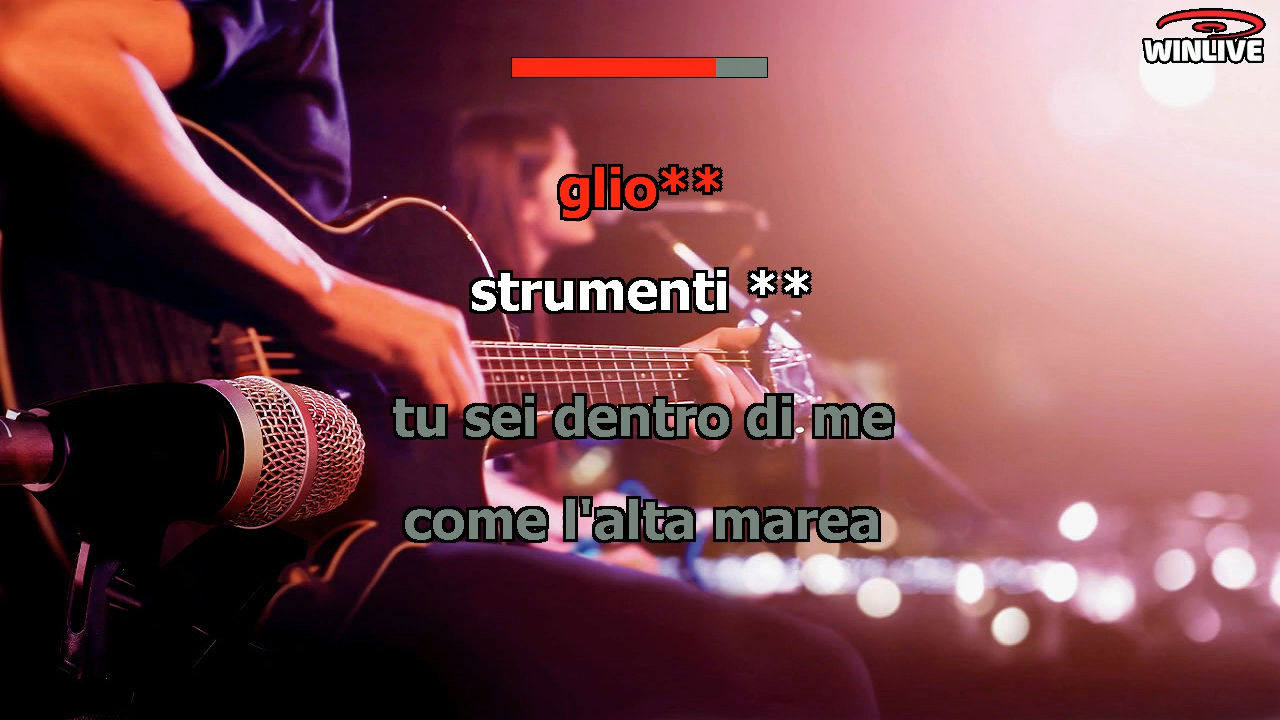 WINLIVE
glio**
strumenti **
tu sei dentro di me
come l'alta marea